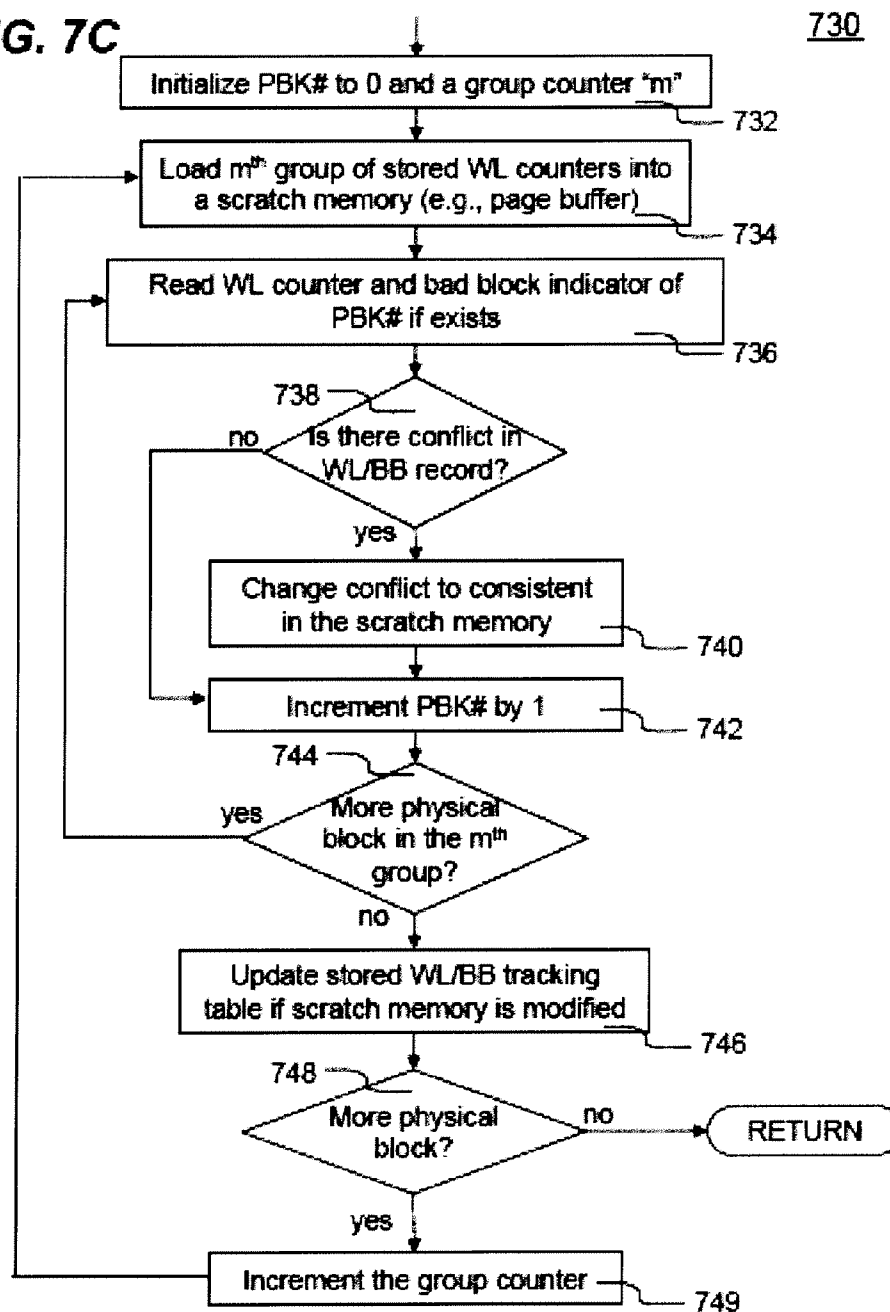 G. 7C
730
Initialize PBK# to 0 and a group counter "m"
732
Load mth group of stored WL counters into
a scratch memory (e.g., page buffer)
734
Read WL counter and bad block indicator of
PBK# if exists
736
738
no
Is there conflict in
WL/BB record?
yes
Change conflict to consistent
in the scratch memory
740
Increment PBK# by 1
742
744
yes
More physical
block in the mth
group?
no
Update stored WL/BB tracking
table if scratch memory is modified
746
748
More physical
block?
no
RETURN
yes
Increment the group counter
749